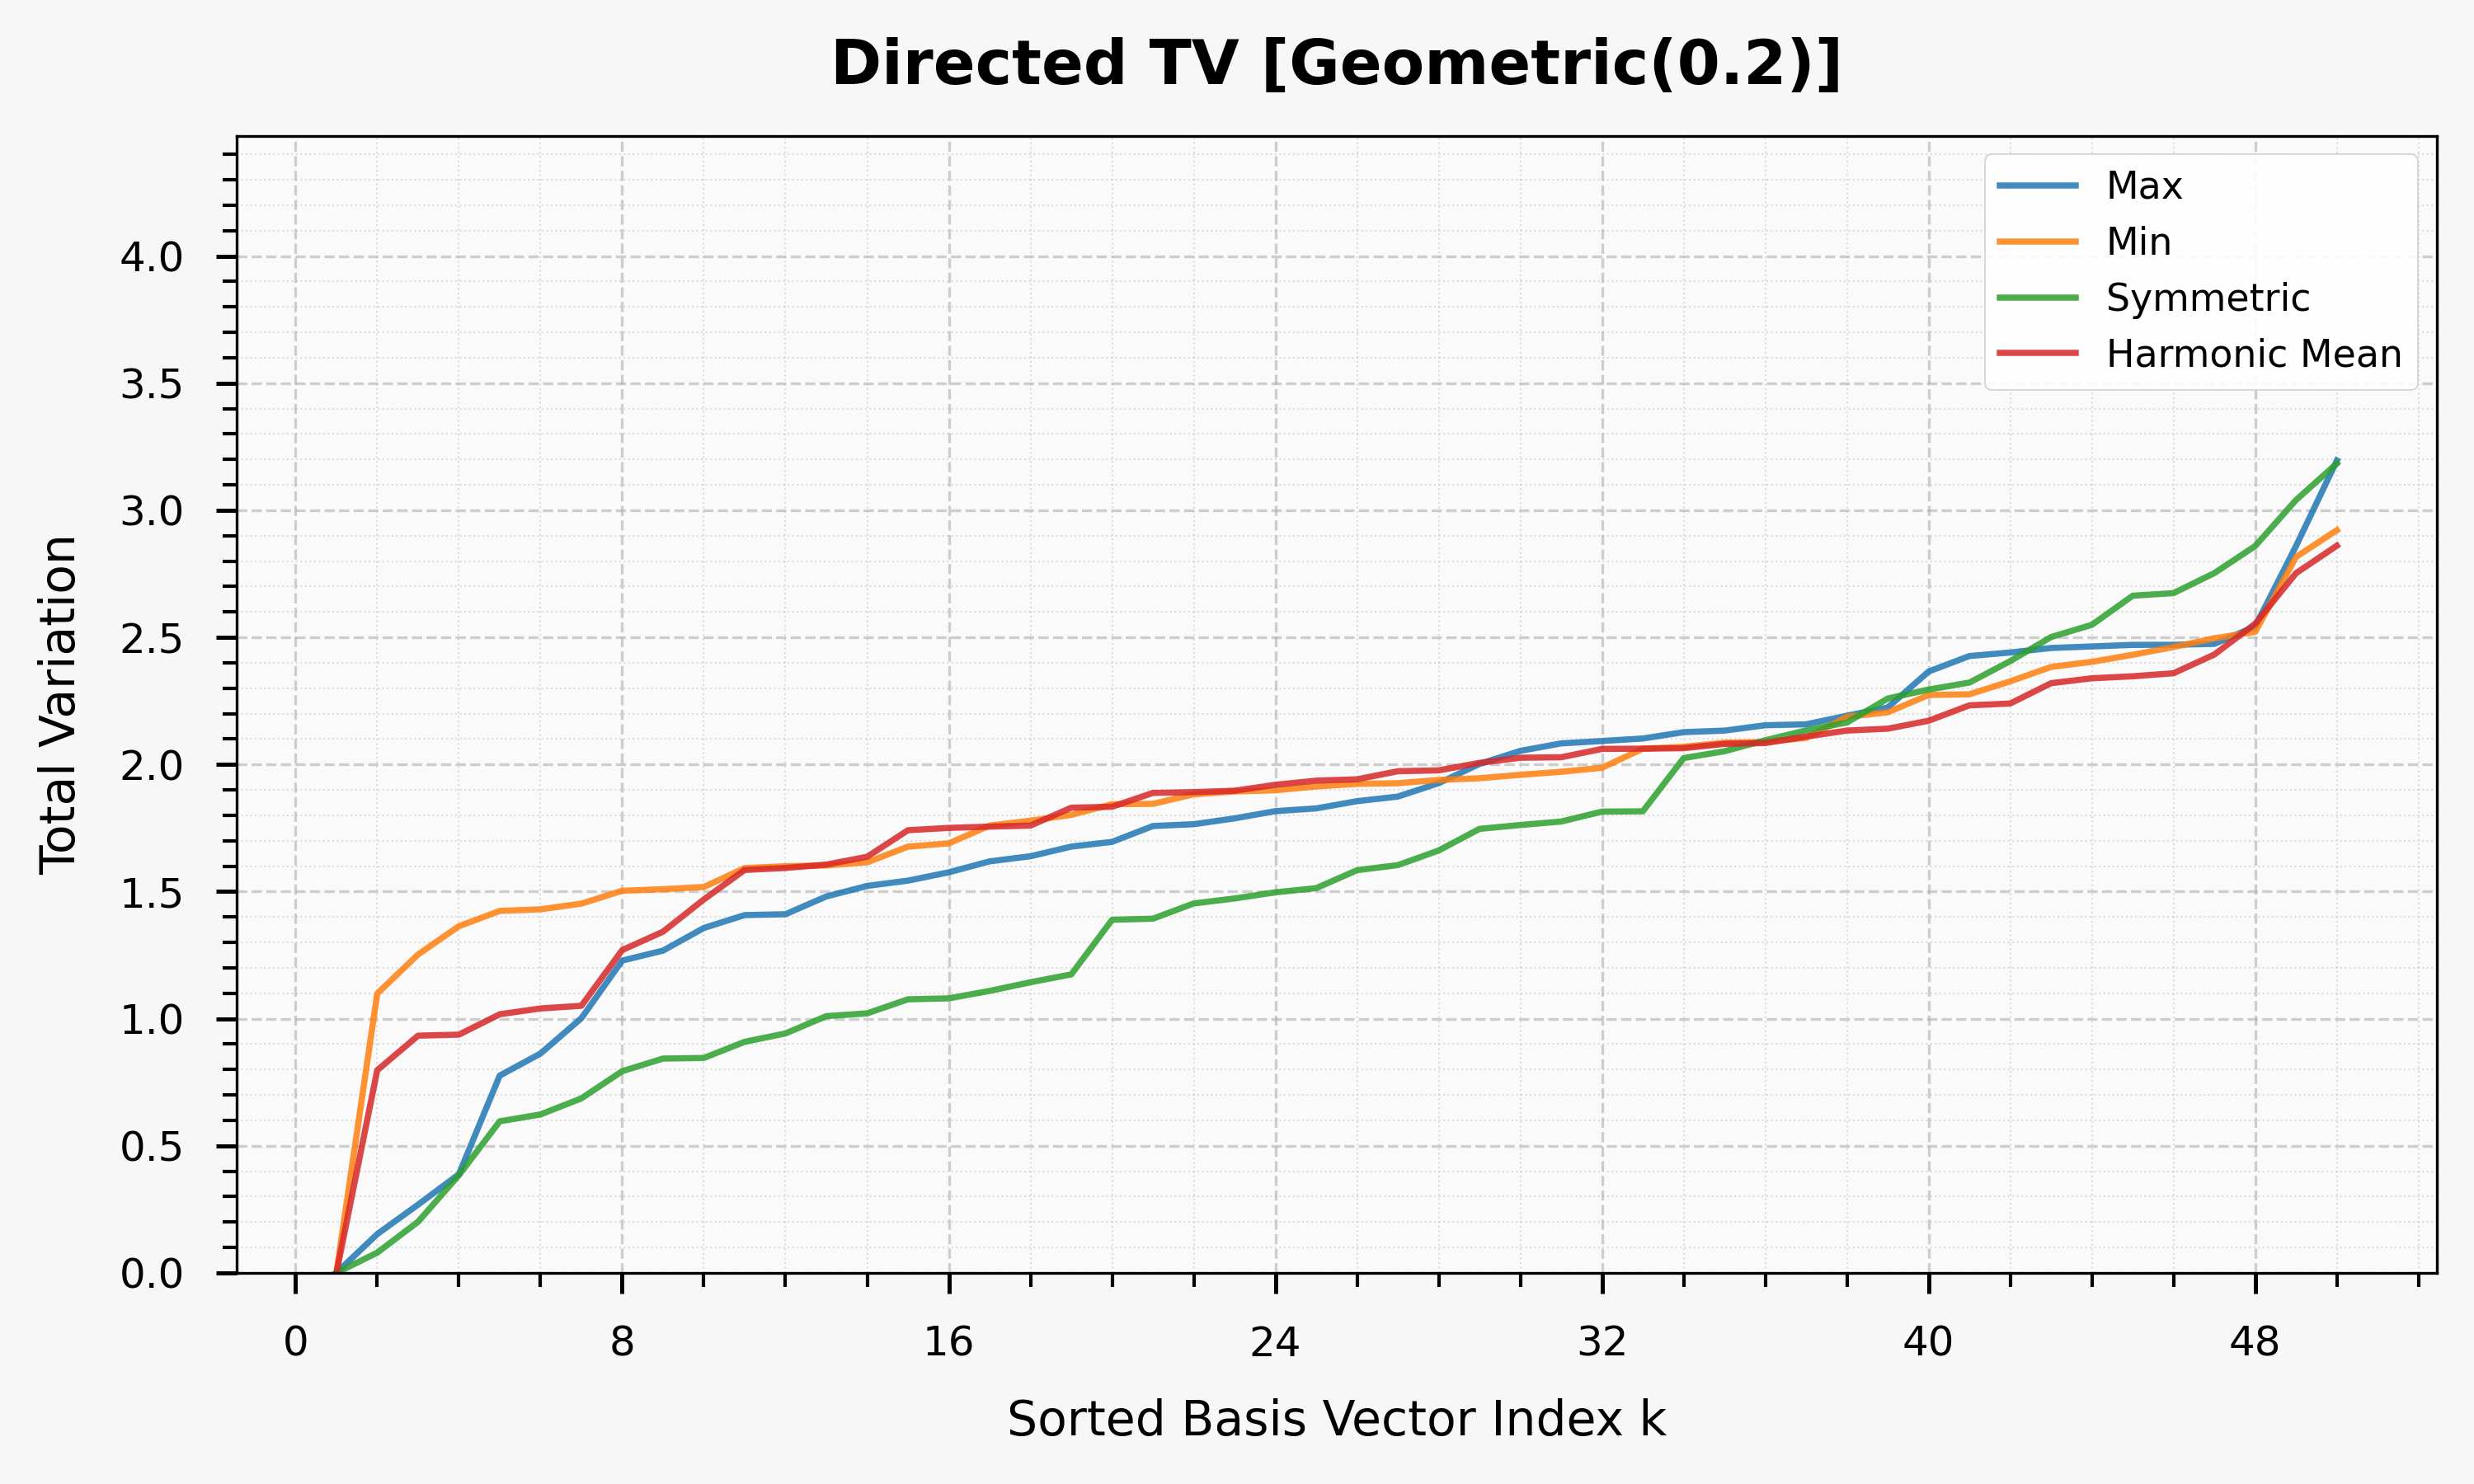 Directed TV [Geometric(0.2)]
Max
Min
Symmetric
Harmonic Mean
Total Variation
4.0
3.5
3.0
2.5
2.0
1.5
1.0
0.5
0.0
0 8 16 24 32 40 48
Sorted Basis Vector Index k